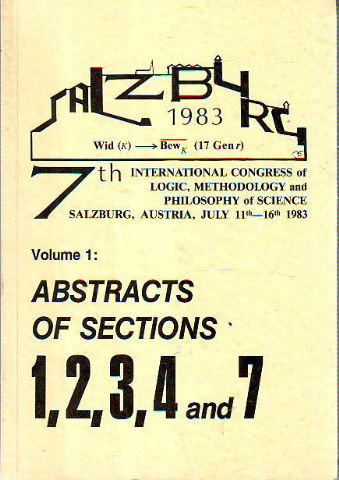 SALZBURG
1983
Wid (κ) → Bew_κ (17 Gen r)
7th INTERNATIONAL CONGRESS of
LOGIC, METHODOLOGY and
PHILOSOPHY of SCIENCE
SALZBURG, AUSTRIA, JULY 11th—16th 1983
Volume 1:
ABSTRACTS
OF SECTIONS
1,2,3,4 and 7